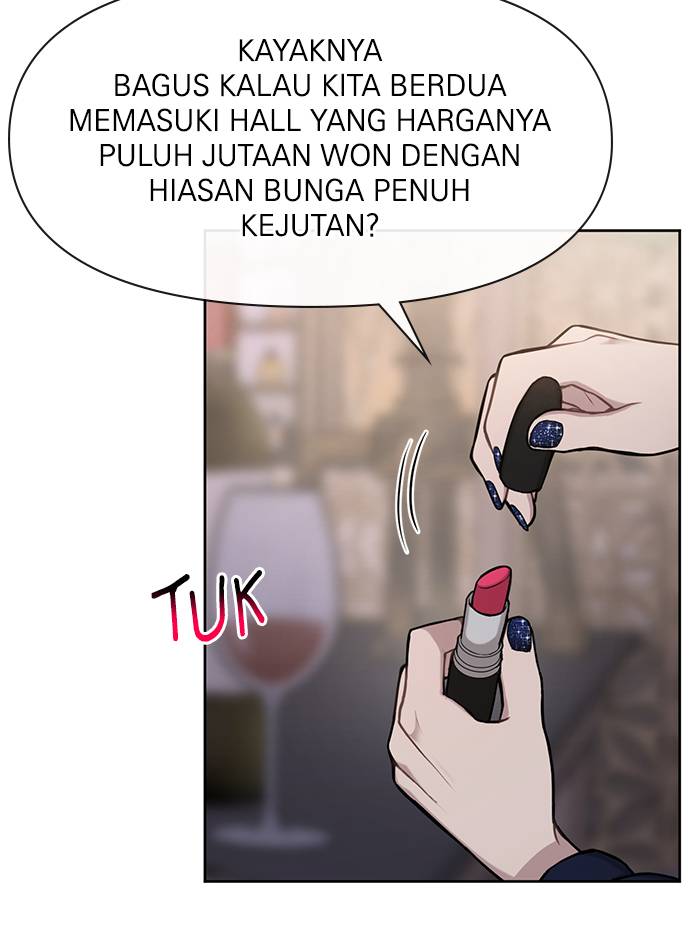 KAYAKNYA
BAGUS KALAU KITA BERDUA
MEMASUKI HALL YANG HARGANYA
PULUH JUTAAN WON DENGAN
HIASAN BUNGA PENUH
KEJUTAN?
TUK